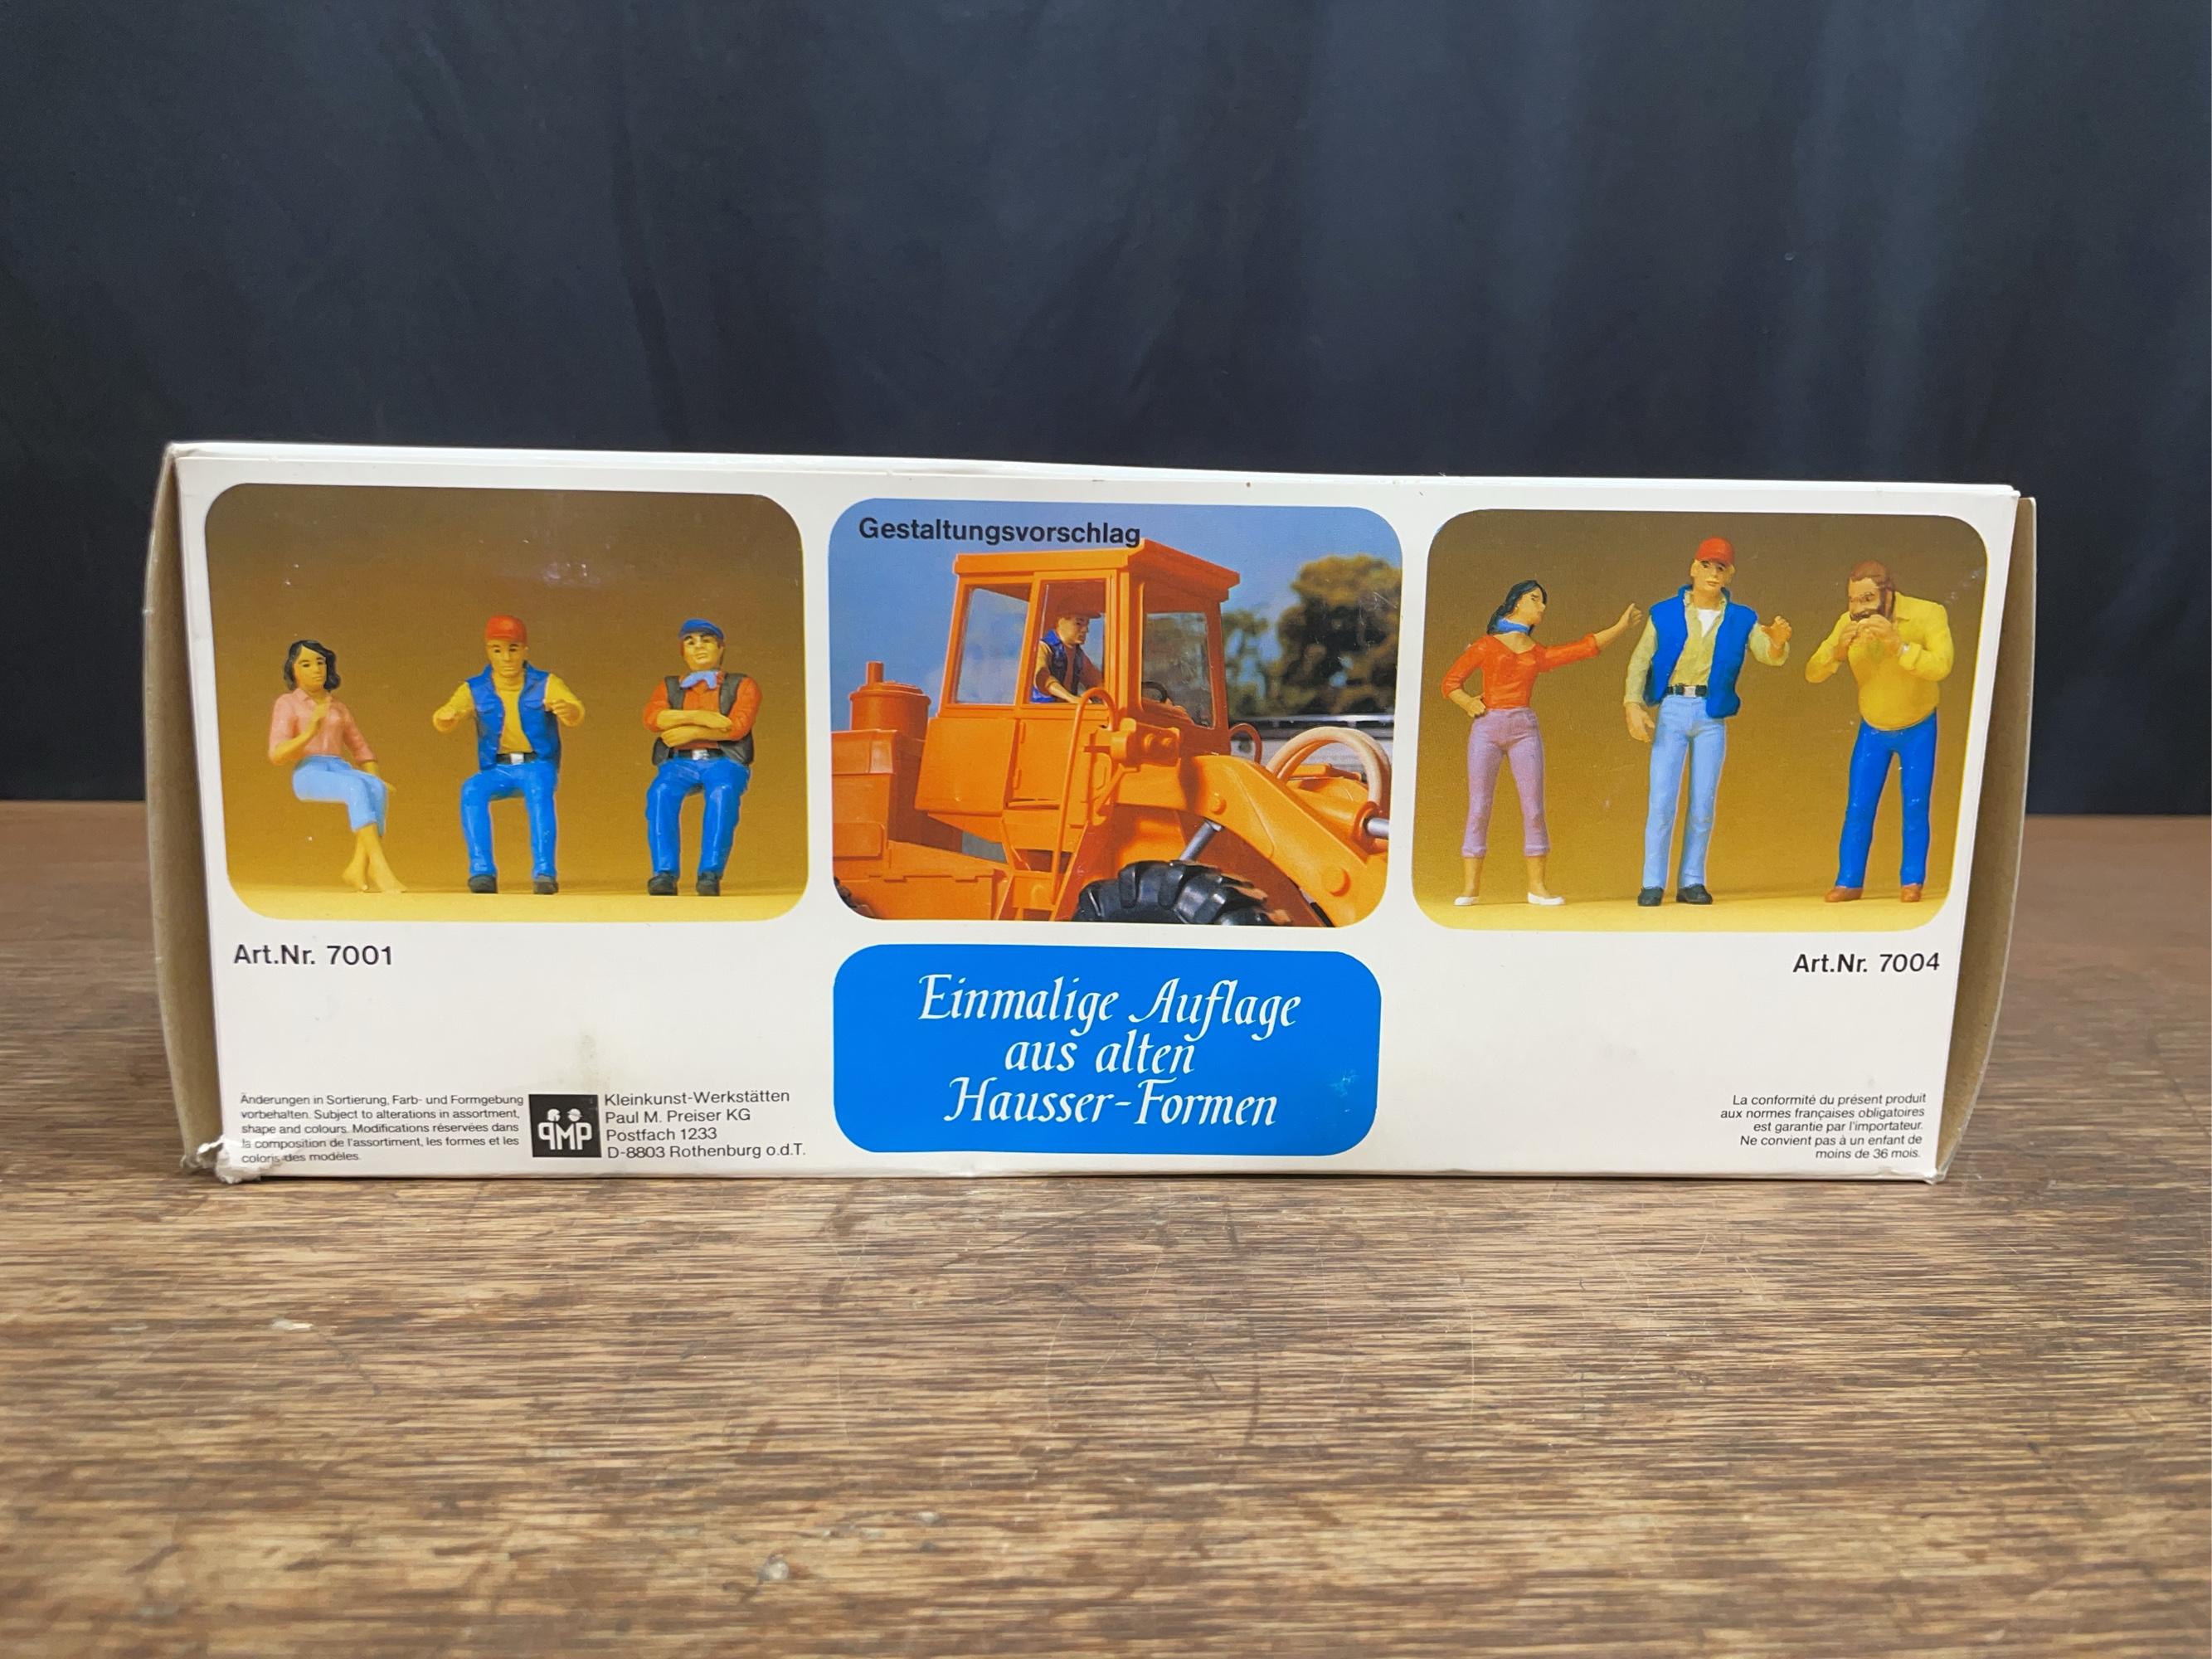 Gestaltungsvorschlag
Art.Nr. 7001
Art.Nr. 7004
Einmalige Auflage
aus alten
Hausser-Formen
Änderungen in Sortierung, Farb- und Formgebung
vorbehalten. Subject to alterations in assortment,
shape and colours. Modifications réservées dans
la composition de l'assortiment, les formes et les
coloris des modèles.
PMP
Kleinkunst-Werkstätten
Paul M. Preiser KG
Postfach 1233
D-8803 Rothenburg o.d.T.
La conformité du présent produit
aux normes françaises obligatoires
est garantie par l'importateur.
Ne convient pas à un enfant de
moins de 36 mois.